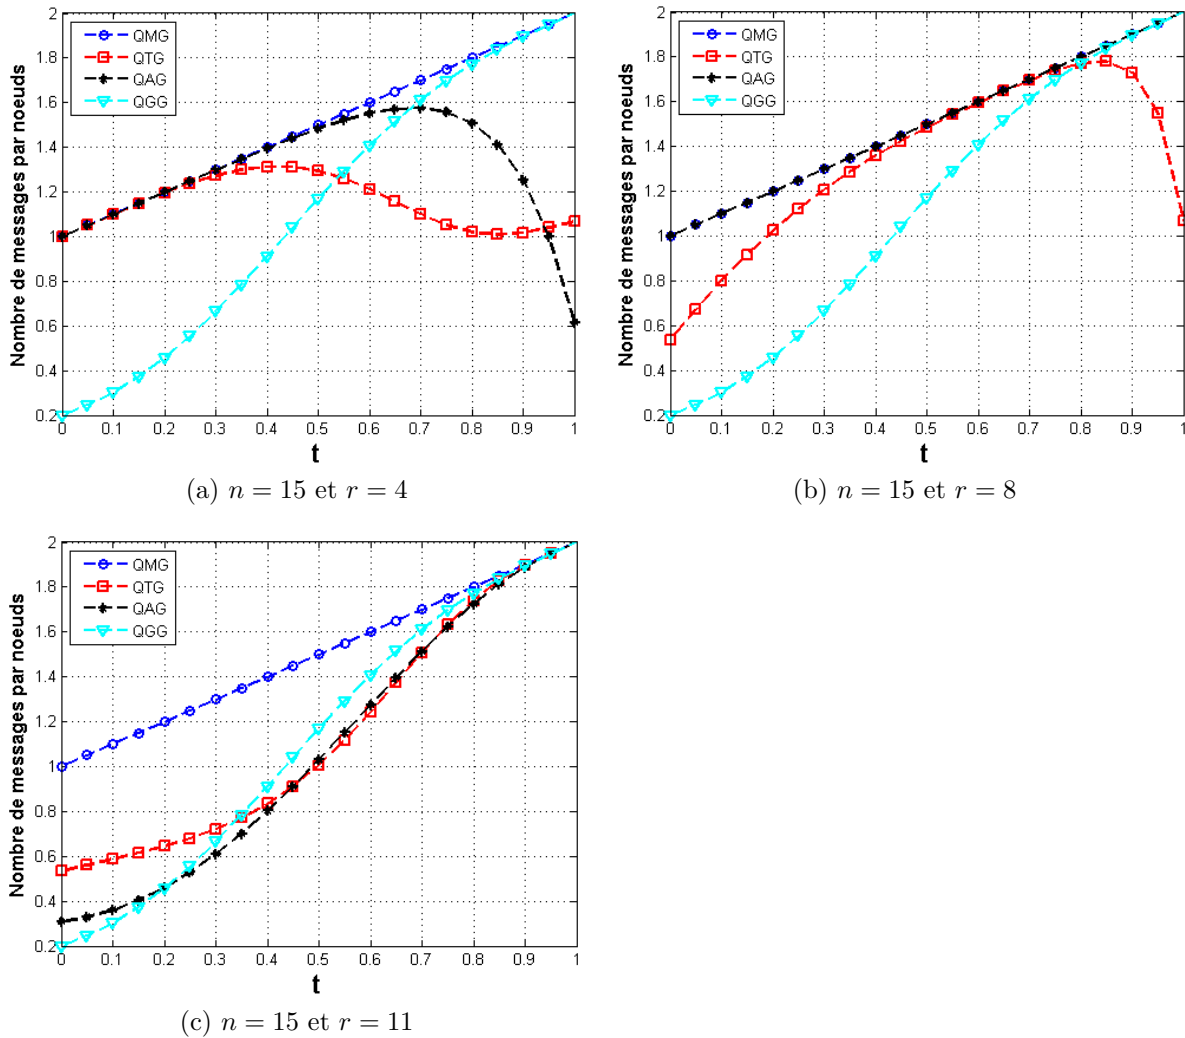 Nombre de messages par noeuds
2
1.8
1.6
1.4
1.2
1
0.8
0.6
0.4
0.2
QMG
QTG
QAG
QGG
0 0.1 0.2 0.3 0.4 0.5 0.6 0.7 0.8 0.9 1
t
(a) n = 15 et r = 4
Nombre de messages par noeuds
2
1.8
1.6
1.4
1.2
1
0.8
0.6
0.4
0.2
QMG
QTG
QAG
QGG
0 0.1 0.2 0.3 0.4 0.5 0.6 0.7 0.8 0.9 1
t
(b) n = 15 et r = 8
Nombre de messages par noeuds
2
1.8
1.6
1.4
1.2
1
0.8
0.6
0.4
0.2
QMG
QTG
QAG
QGG
0 0.1 0.2 0.3 0.4 0.5 0.6 0.7 0.8 0.9 1
t
(c) n = 15 et r = 11